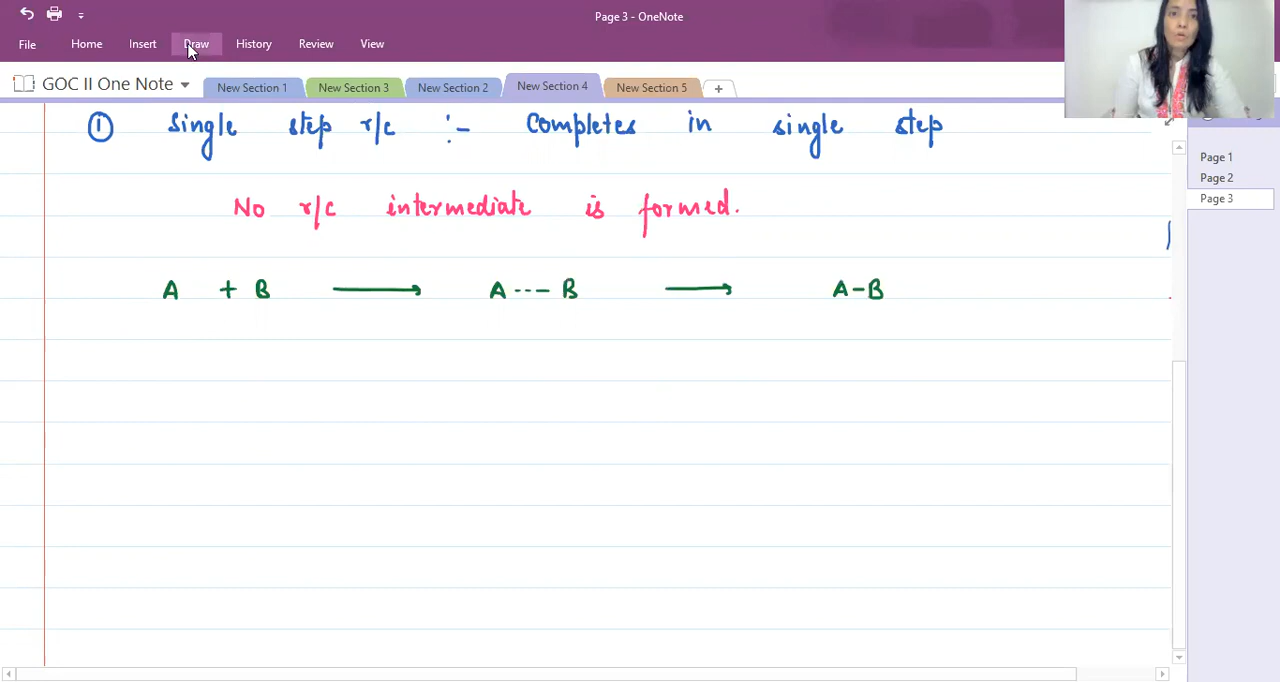 Page 3 - OneNote
File Home Insert Draw History Review View
GOC II One Note New Section 1 New Section 3 New Section 2 New Section 4 New Section 5 +
① Single step r/c :- Completes in single step
No r/c intermediate is formed.
A + B ⟶ A --- B ⟶ A-B
Page 1
Page 2
Page 3